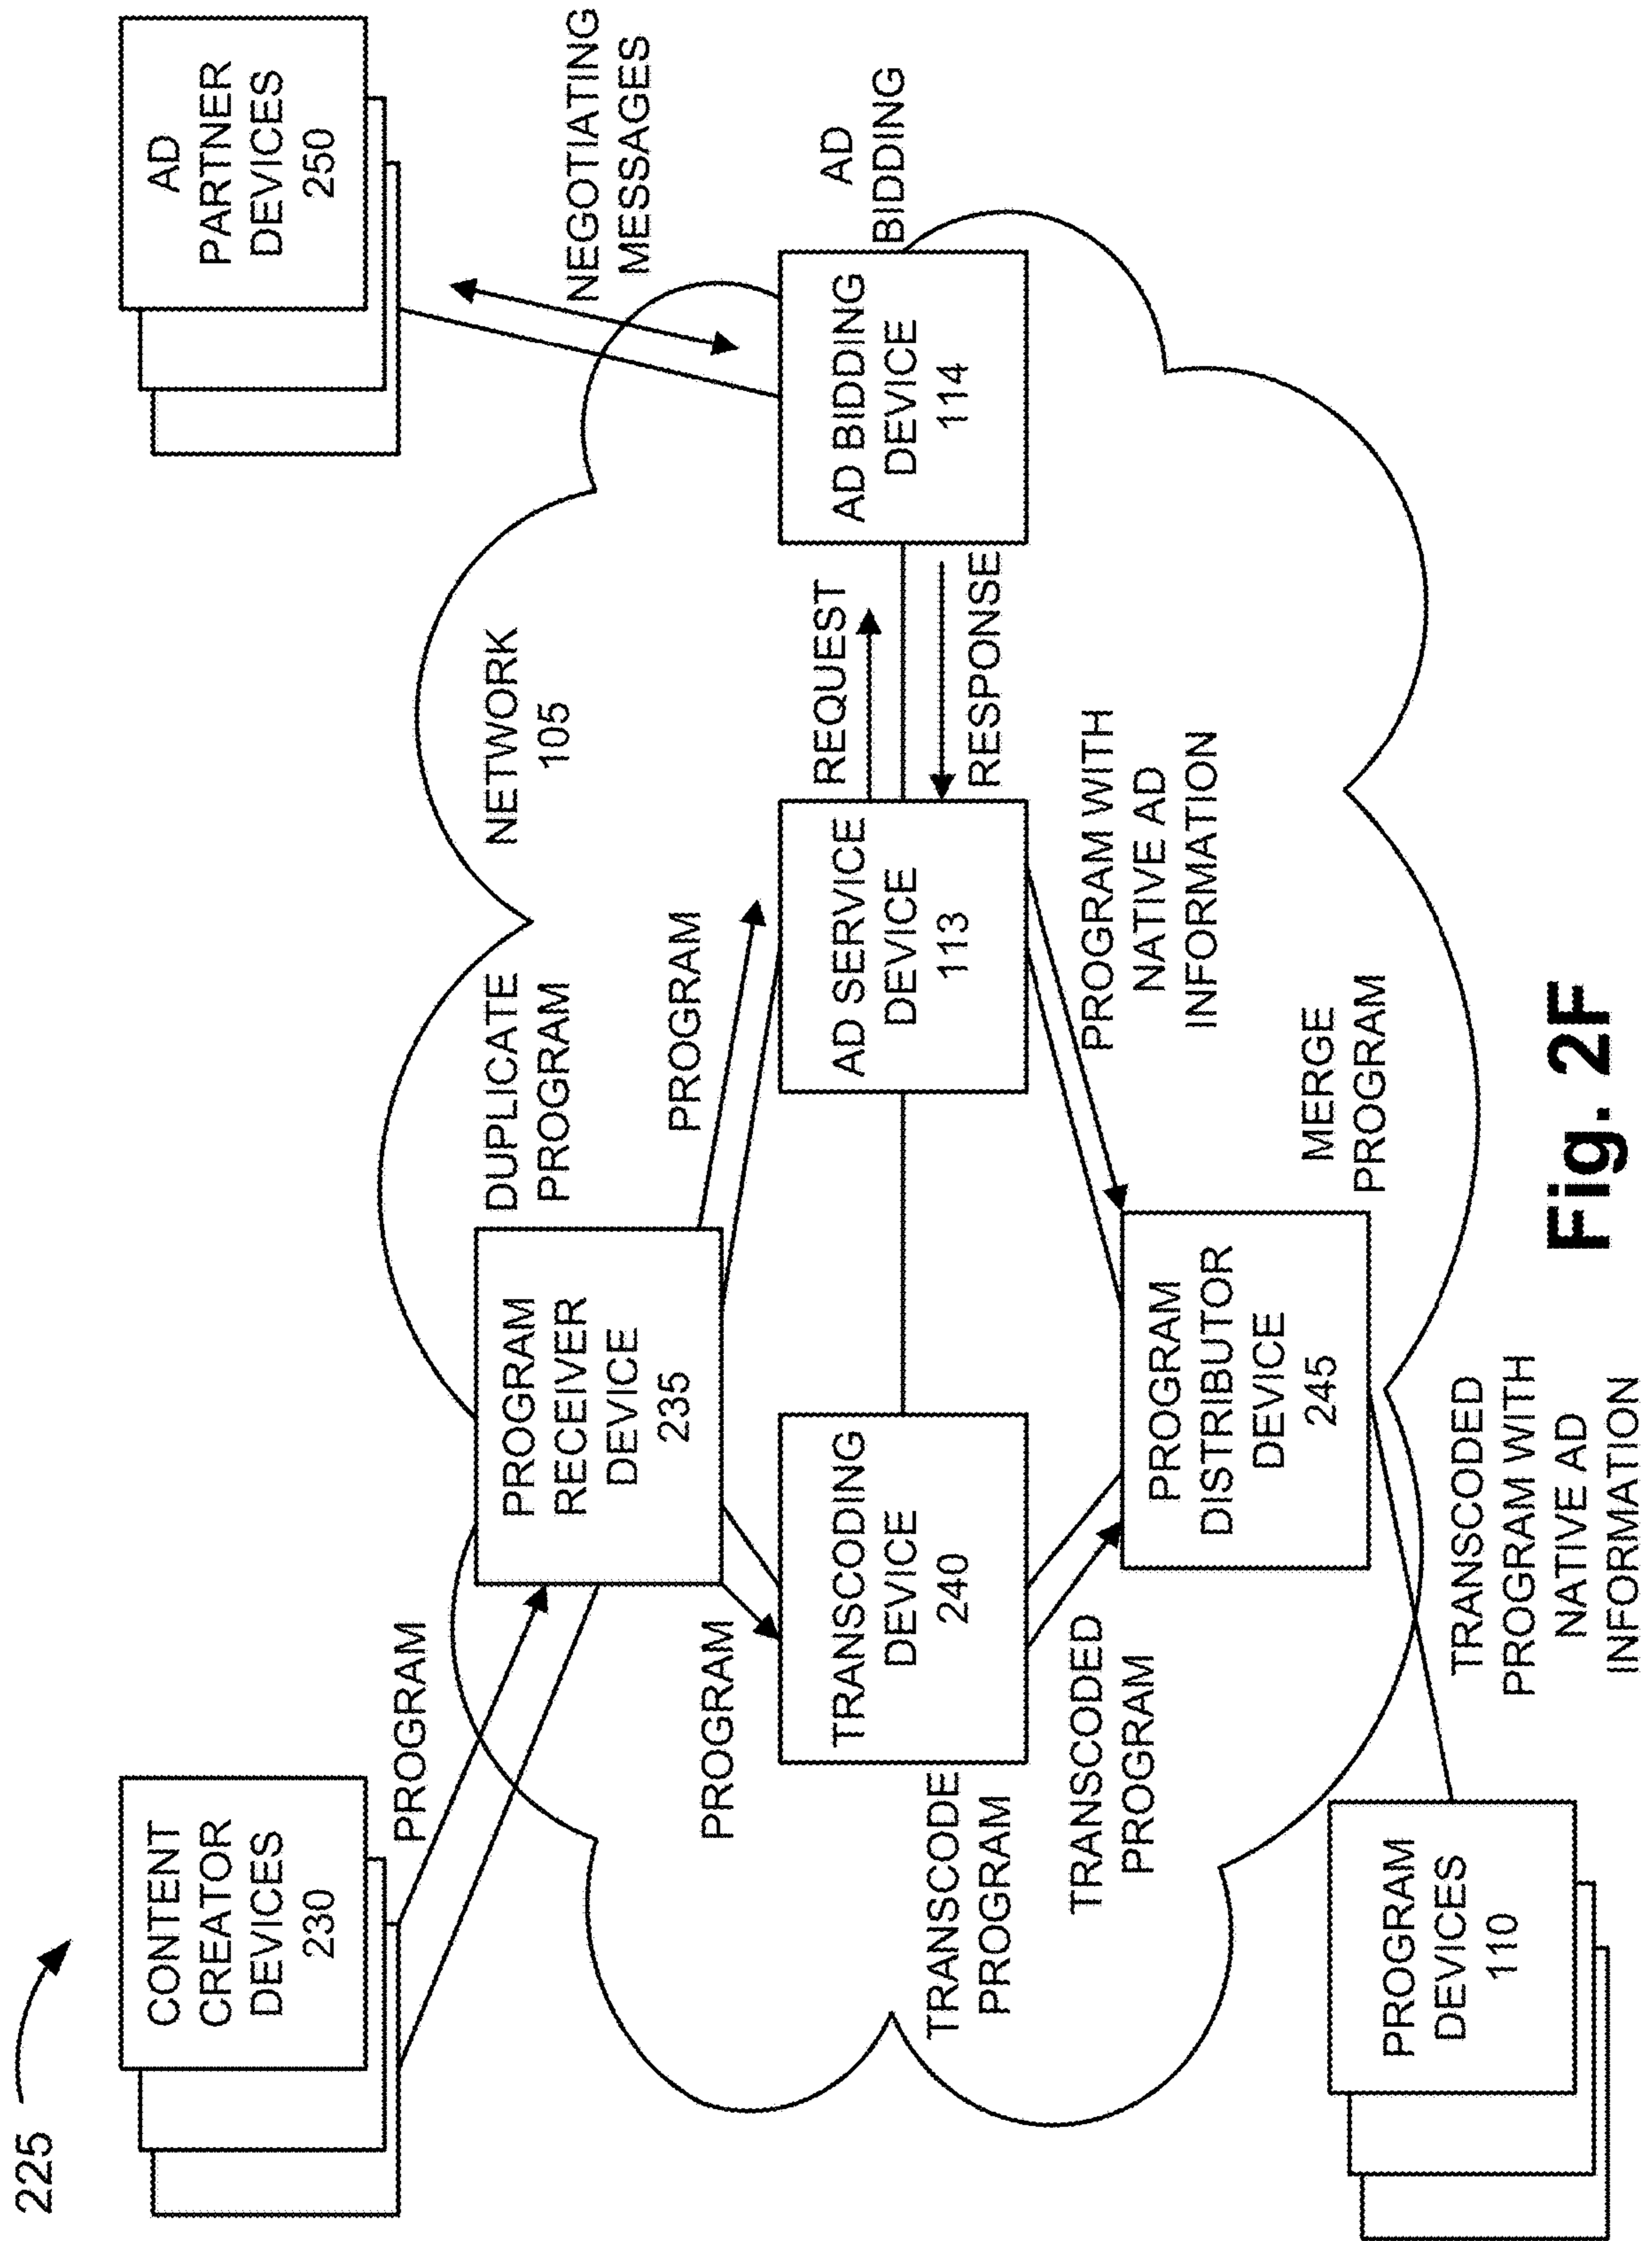 225
CONTENT
CREATOR
DEVICES
230
AD
PARTNER
DEVICES
250
PROGRAM
NEGOTIATING
MESSAGES
NETWORK
105
DUPLICATE
PROGRAM
PROGRAM
RECEIVER
DEVICE
235
PROGRAM
PROGRAM
AD
BIDDING
TRANSCODING
DEVICE
240
AD SERVICE
DEVICE
113
REQUEST
RESPONSE
AD BIDDING
DEVICE
114
TRANSCODE
PROGRAM
TRANSCODED
PROGRAM
PROGRAM WITH
NATIVE AD
INFORMATION
PROGRAM
DISTRIBUTOR
DEVICE
245
MERGE
PROGRAM
PROGRAM
DEVICES
110
TRANSCODED
PROGRAM WITH
NATIVE AD
INFORMATION
Fig. 2F